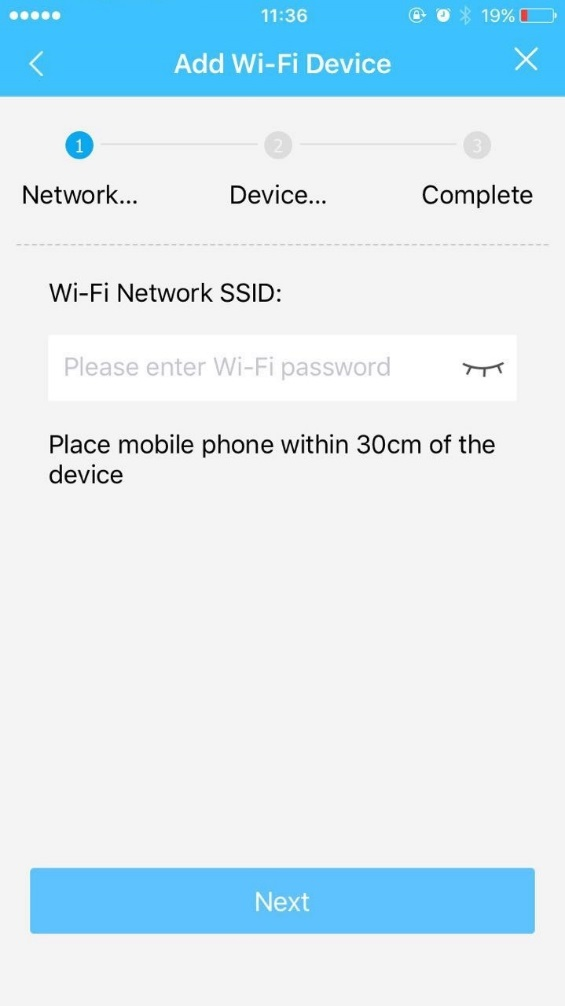 11:36
19%
Add Wi-Fi Device
1
2
3
Network...
Device...
Complete
Wi-Fi Network SSID:
Please enter Wi-Fi password
Place mobile phone within 30cm of the
device
Next